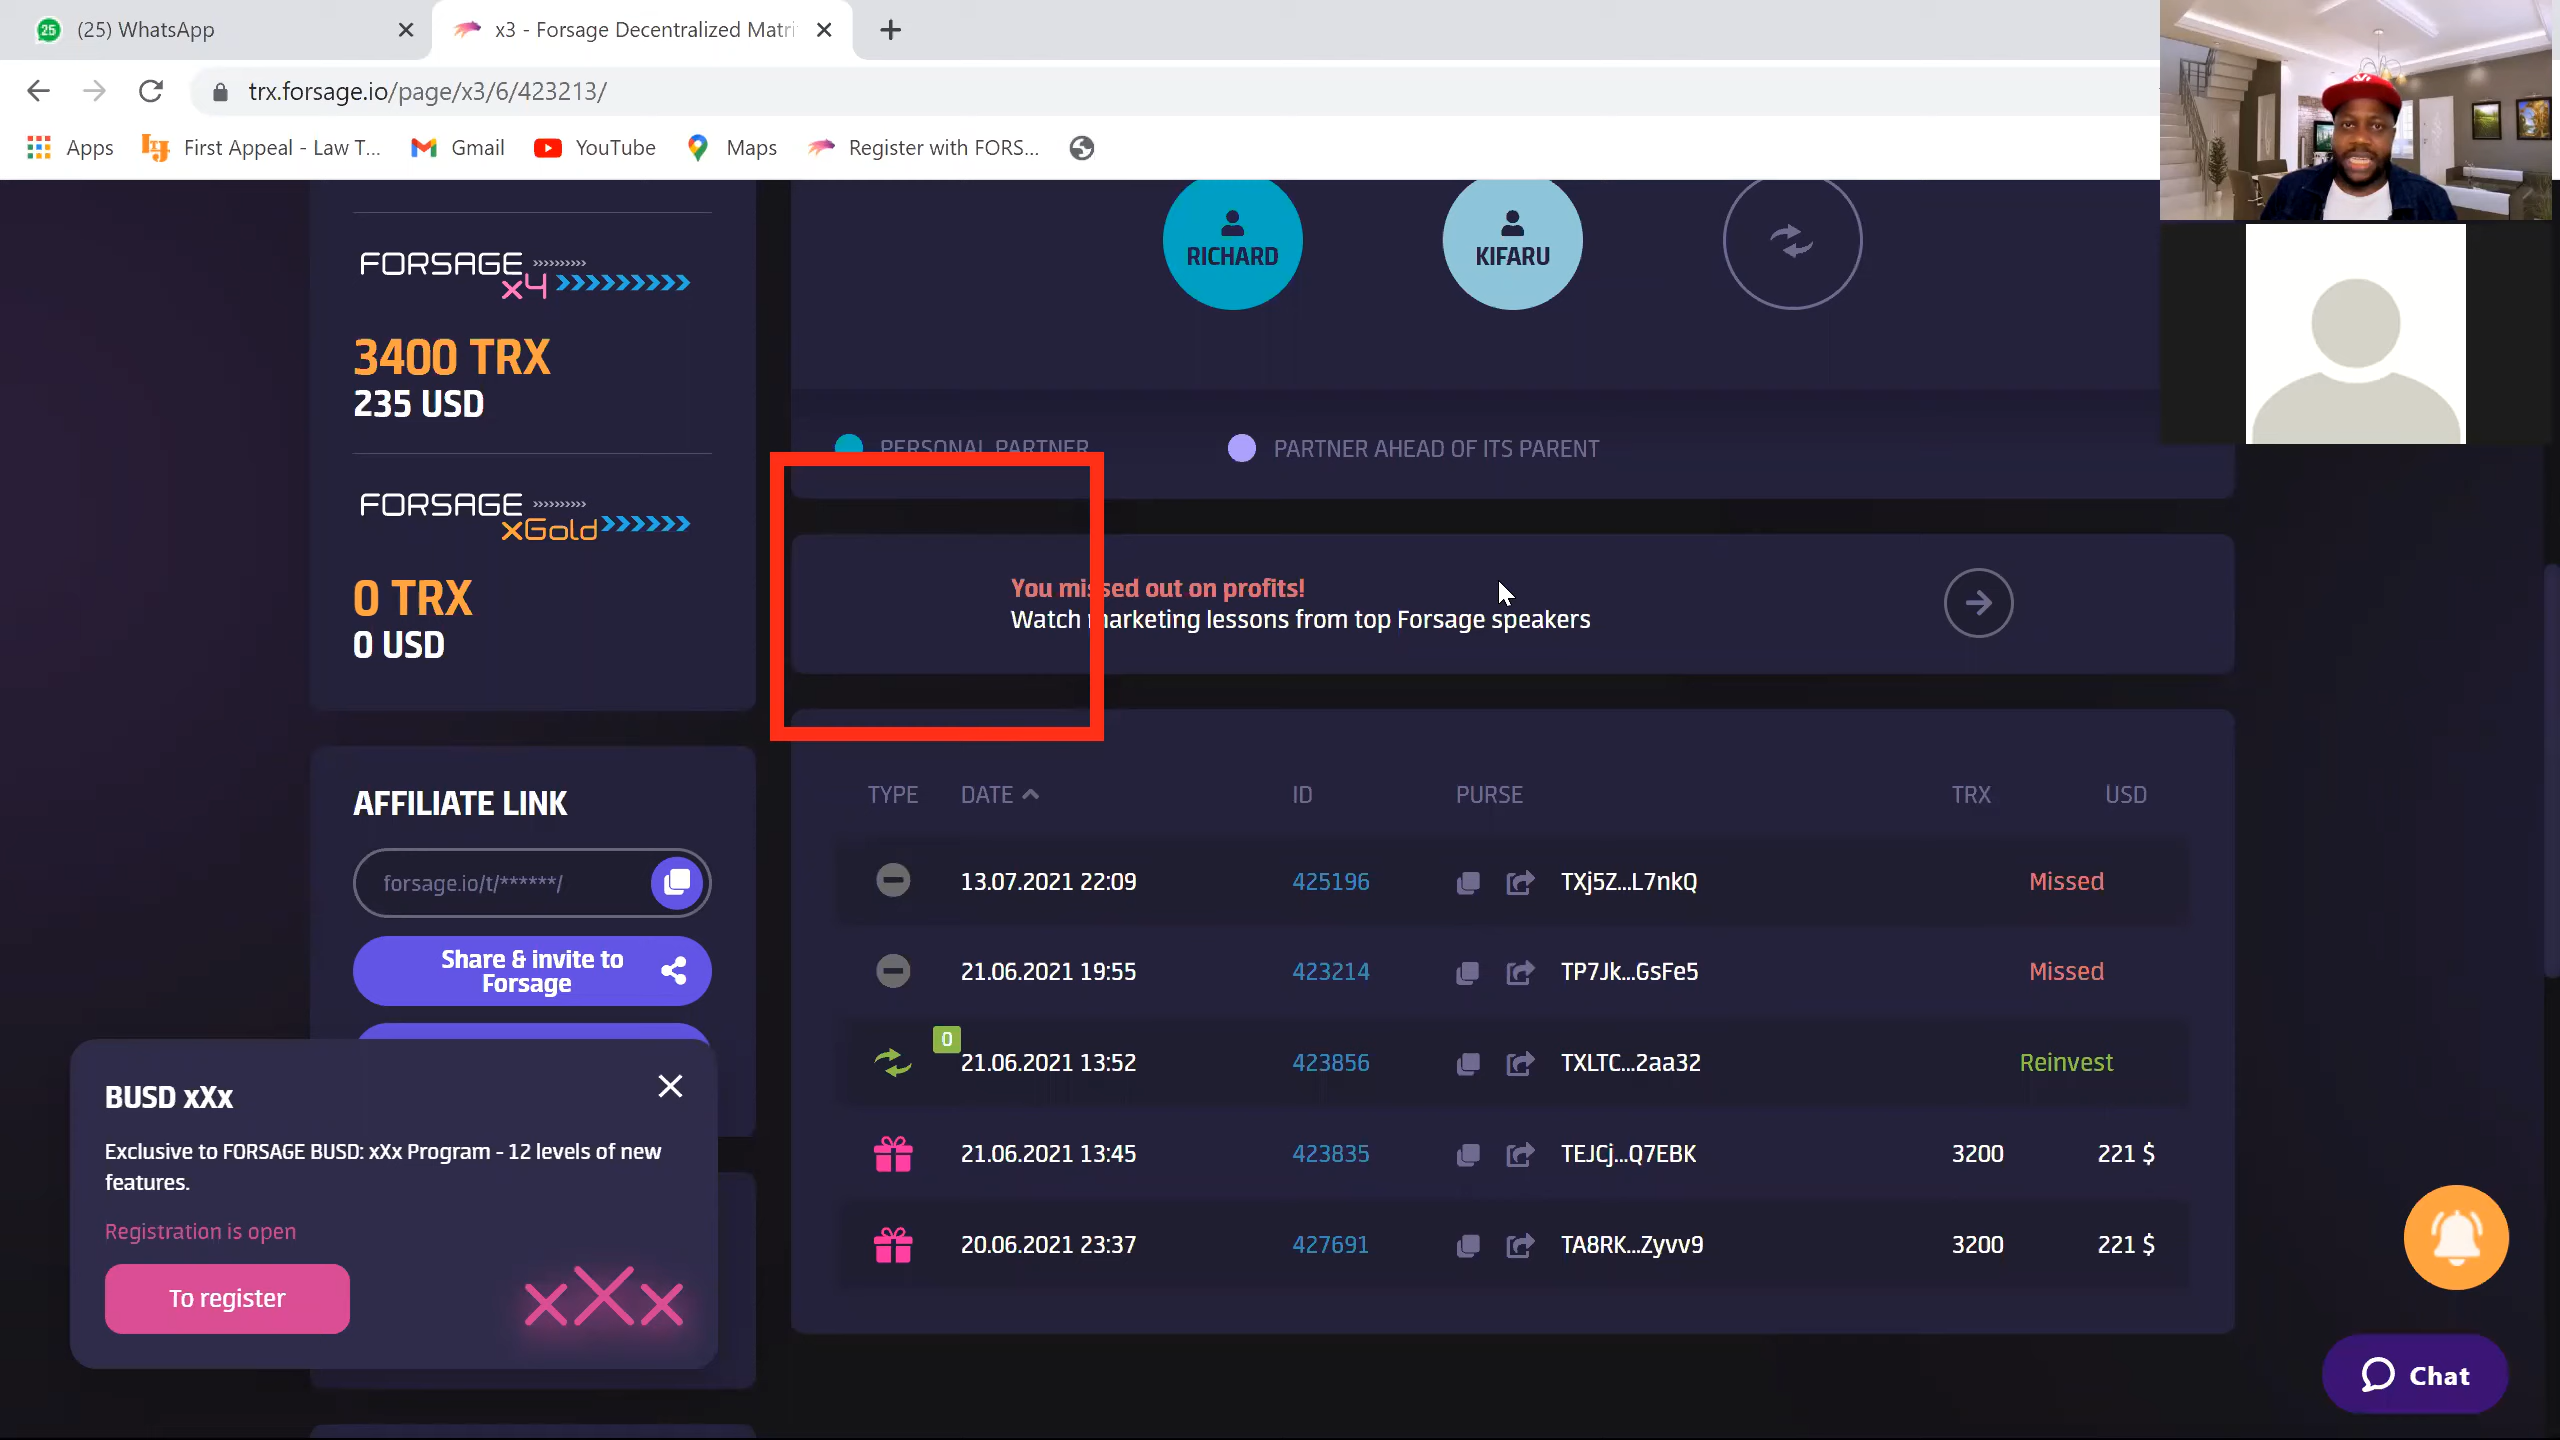 25
(25) WhatsApp
x3 - Forsage Decentralized Matri
trx.forsage.io/page/x3/6/423213/
Apps
First Appeal - Law T...
Gmail
YouTube
Maps
Register with FORS...
FORSAGE
x4
3400 TRX
235 USD
FORSAGE
xGold
0 TRX
0 USD
AFFILIATE LINK
forsage.io/t/******/
Share & invite to
Forsage
BUSD xXx
Exclusive to FORSAGE BUSD: xXx Program - 12 levels of new
features.
Registration is open
To register
xXx
RICHARD
KIFARU
PERSONAL PARTNER
PARTNER AHEAD OF ITS PARENT
You missed out on profits!
Watch marketing lessons from top Forsage speakers
TYPE DATE ID PURSE TRX USD
13.07.2021 22:09 425196 TXj5Z...L7nkQ Missed
21.06.2021 19:55 423214 TP7Jk...GsFe5 Missed
0
21.06.2021 13:52 423856 TXLTC...2aa32 Reinvest
21.06.2021 13:45 423835 TEJCj...Q7EBK 3200 221 $
20.06.2021 23:37 427691 TA8RK...Zyvv9 3200 221 $
Chat